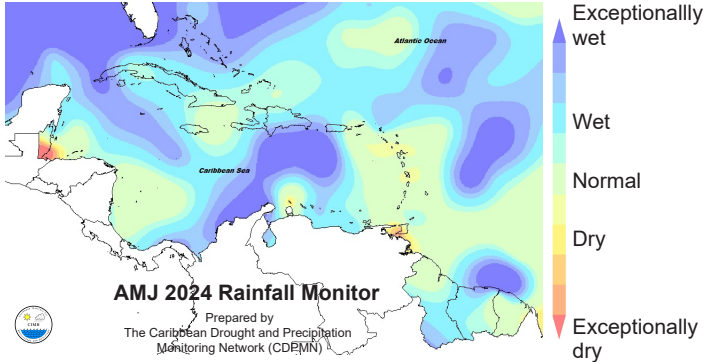 Exceptionallly
wet
Wet
Normal
Dry
Exceptionally
dry
Atlantic Ocean
Caribbean Sea
AMJ 2024 Rainfall Monitor
Prepared by
The Caribbean Drought and Precipitation
Monitoring Network (CDPMN)
CIMH